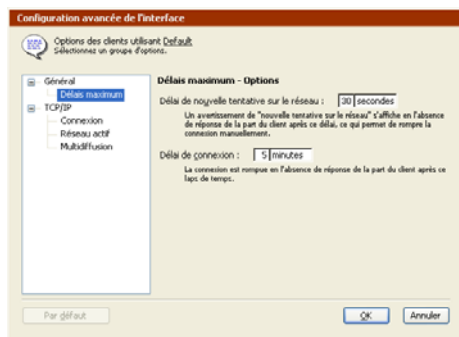 Configuration avancée de l'interface
Options des clients utilisant Default
Sélectionnez un groupe d'options.
Général
Délais maximum
TCP/IP
Connexion
Réseau actif
Multidiffusion
Délais maximum - Options
Délai de nouvelle tentative sur le réseau : 30 secondes
Un avertissement de "nouvelle tentative sur le réseau" s'affiche en l'absence
de réponse de la part du client après ce délai, ce qui permet de rompre la
connexion manuellement.
Délai de connexion : 5 minutes
La connexion est rompue en l'absence de réponse de la part du client après ce
laps de temps.
Par défaut
OK
Annuler